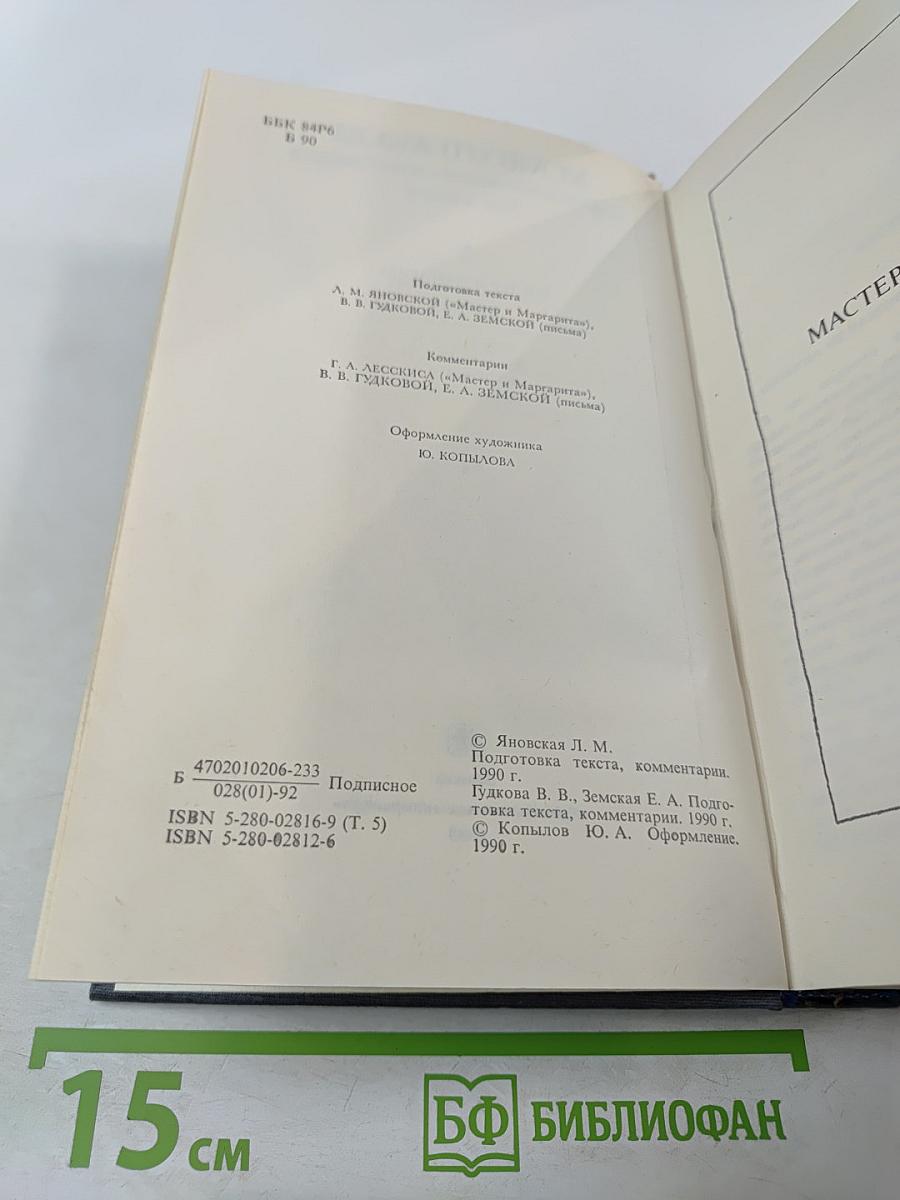 ББК 84Р6
Б 90
Подготовка текста
Л. М. ЯНОВСКОЙ («Мастер и Маргарита»),
В. В. ГУДКОВОЙ, Е. А. ЗЕМСКОЙ (письма)
Комментарии
Г. А. ЛЕССКИСА («Мастер и Маргарита»),
В. В. ГУДКОВОЙ, Е. А. ЗЕМСКОЙ (письма)
Оформление художника
Ю. КОПЫЛОВА
Б 4702010206-233
028(01)-92 Подписное
ISBN 5-280-02816-9 (Т. 5)
ISBN 5-280-02812-6
© Яновская Л. М.
Подготовка текста, комментарии.
1990 г.
Гудкова В. В., Земская Е. А. Подго-
товка текста, комментарии. 1990 г.
© Копылов Ю. А. Оформление.
1990 г.
МАСТЕР
15 см
БФ БИБЛИОФАН